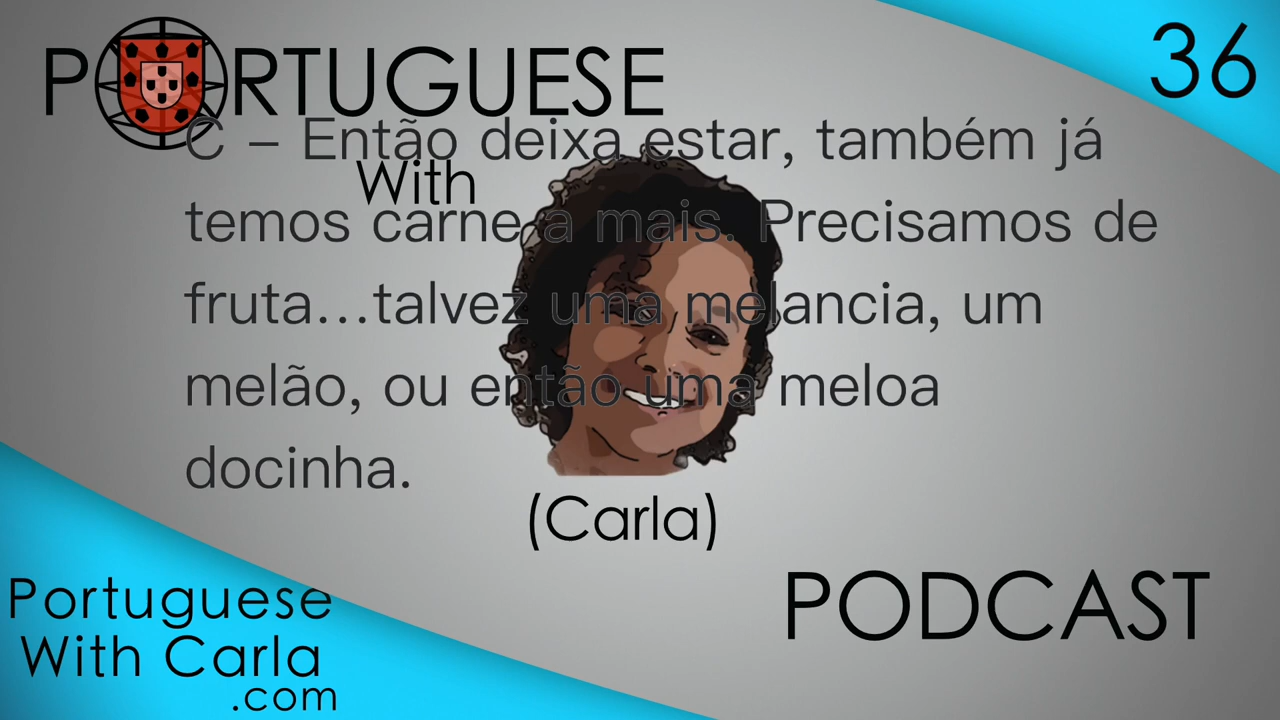 PORTUGUESE
With
36
C – Então deixa estar, também já
temos carne a mais. Precisamos de
fruta...talvez uma melancia, um
melão, ou então uma meloa
docinha.
(Carla)
PODCAST
Portuguese
With Carla
.com